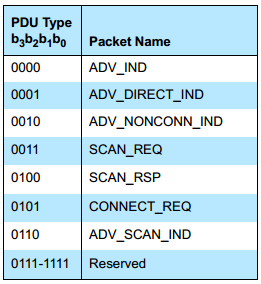 PDU Type
b3b2b1b0 Packet Name
0000 ADV_IND
0001 ADV_DIRECT_IND
0010 ADV_NONCONN_IND
0011 SCAN_REQ
0100 SCAN_RSP
0101 CONNECT_REQ
0110 ADV_SCAN_IND
0111-1111 Reserved